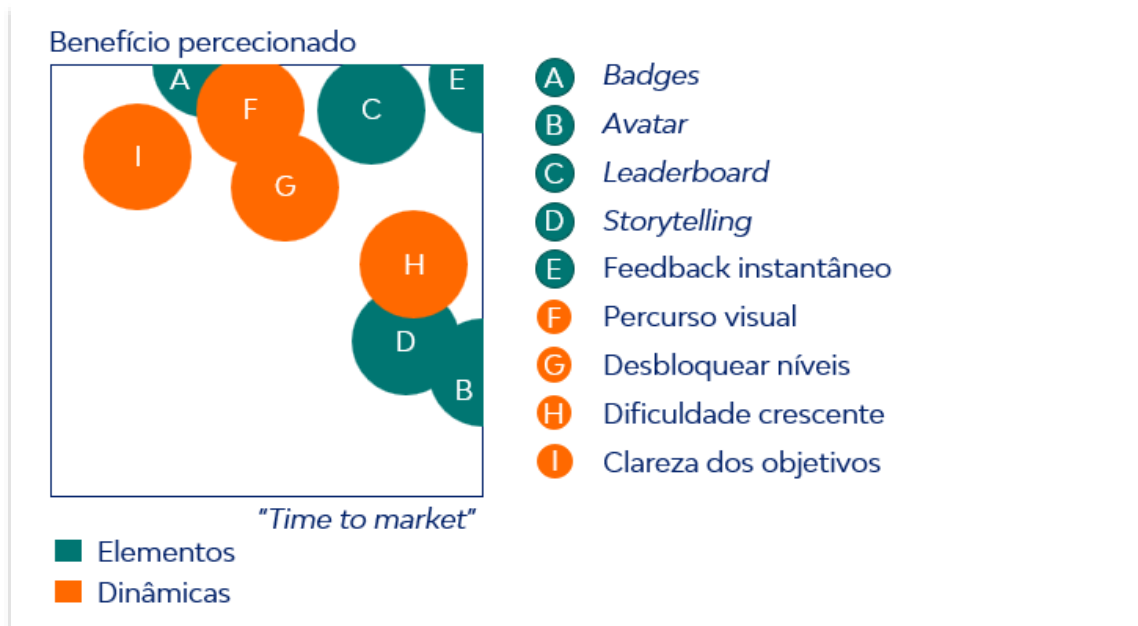 Benefício percecionado
A
F
C
E
I
G
H
D
B
"Time to market"
Elementos
Dinâmicas
A Badges
B Avatar
C Leaderboard
D Storytelling
E Feedback instantâneo
F Percurso visual
G Desbloquear níveis
H Dificuldade crescente
I Clareza dos objetivos